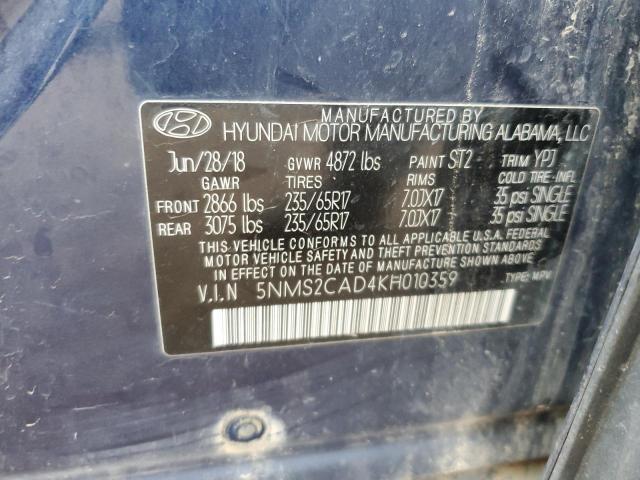 MANUFACTURED BY
HYUNDAI MOTOR MANUFACTURING ALABAMA, LLC
Jun/28/18 GVWR 4872 lbs PAINT ST2 TRIM YPJ
GAWR TIRES RIMS COLD TIRE-INFL
FRONT 2866 lbs 235/65R17 7.0JX17 35 psi SINGLE
REAR 3075 lbs 235/65R17 7.0JX17 35 psi SINGLE
THIS VEHICLE CONFORMS TO ALL APPLICABLE U.S.A. FEDERAL
MOTOR VEHICLE SAFETY AND THEFT PREVENTION STANDARDS
IN EFFECT ON THE DATE OF MANUFACTURE SHOWN ABOVE.
V.I.N 5NMS2CAD4KH010359 TYPE: MPV